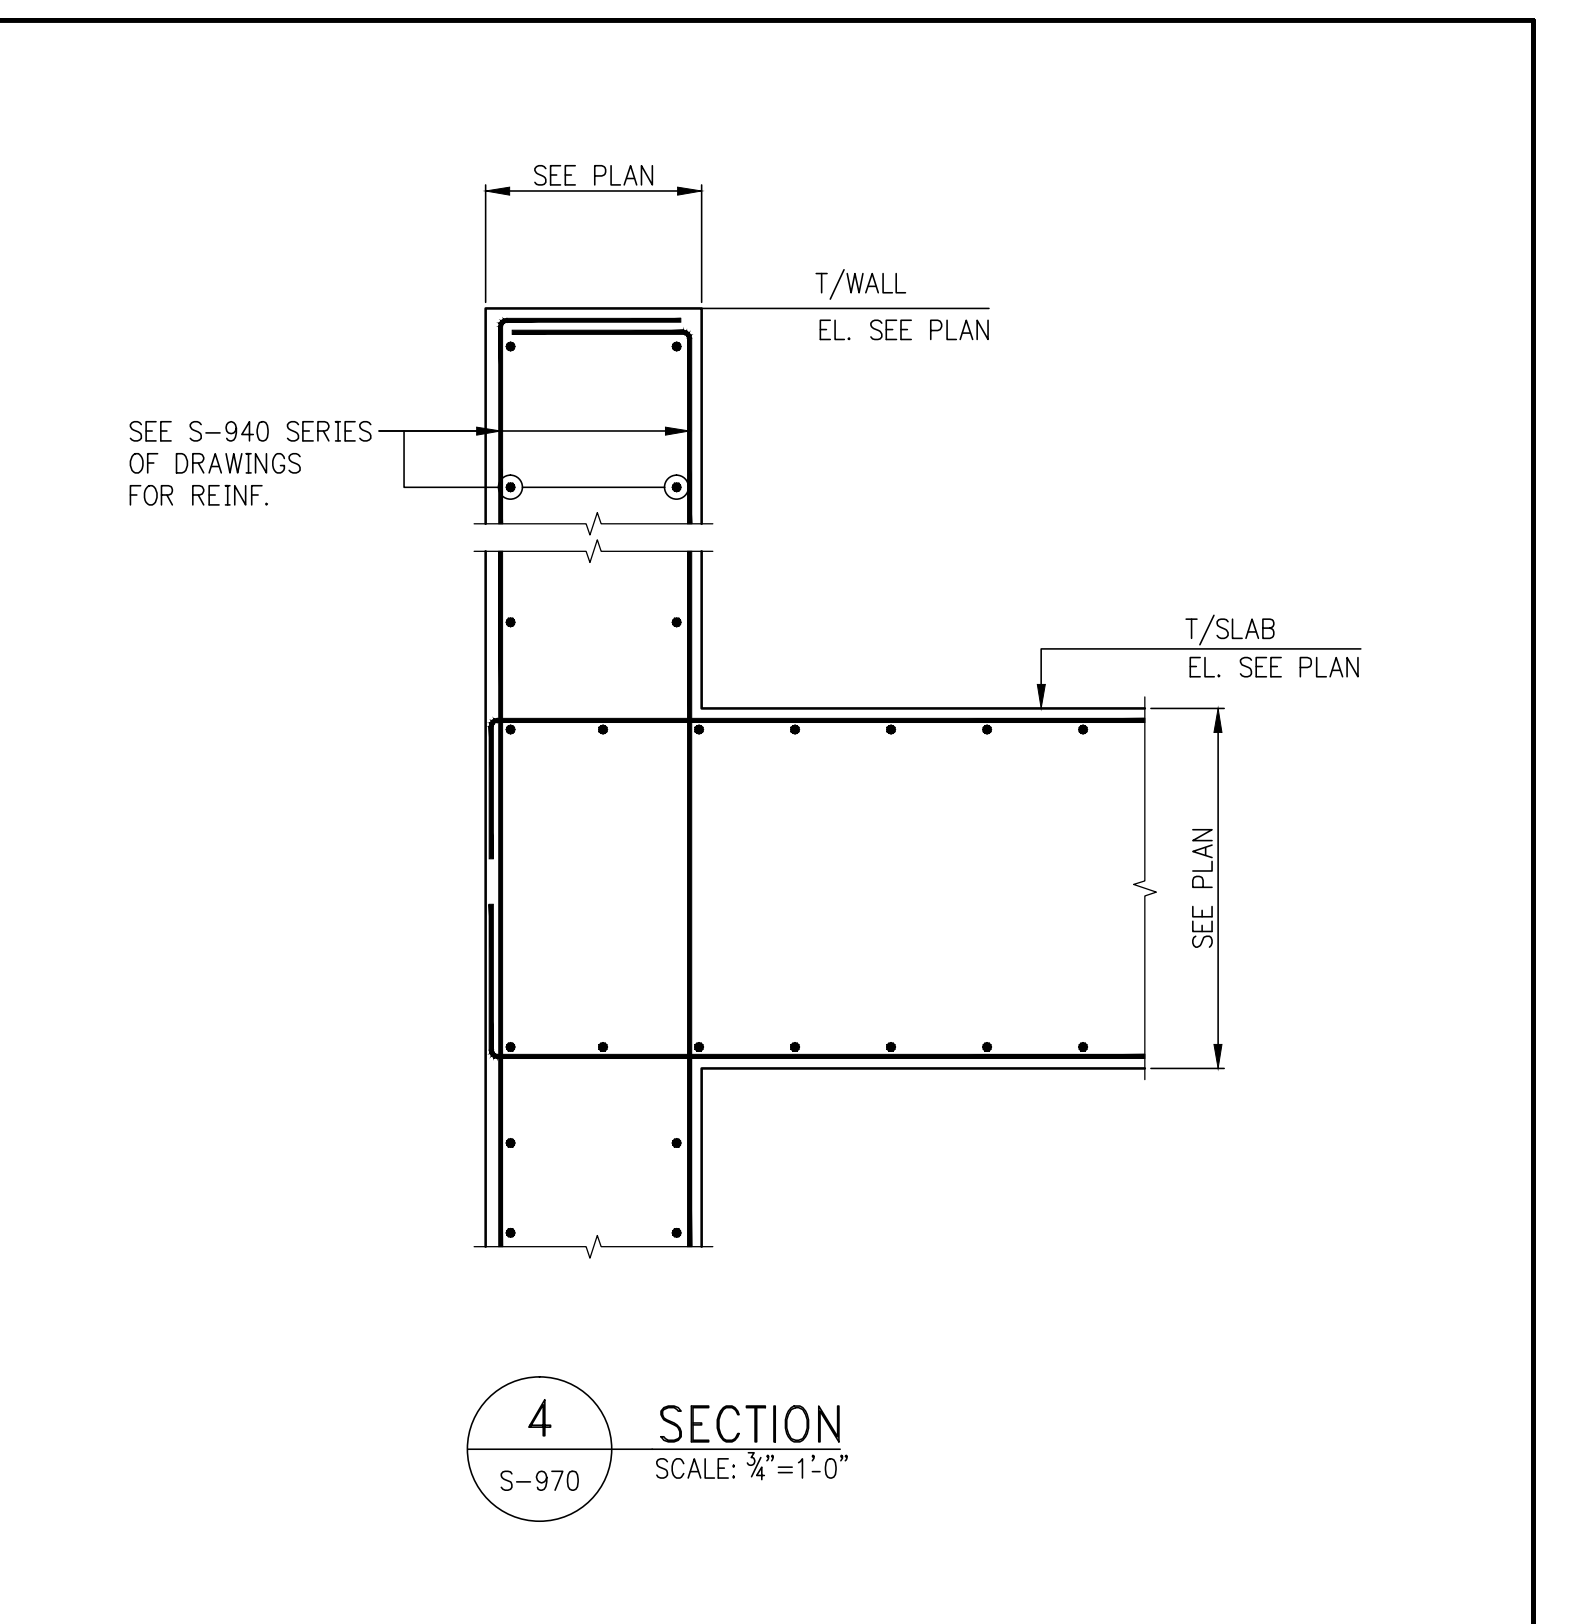 SEE PLAN
T/WALL
EL. SEE PLAN
SEE S-940 SERIES
OF DRAWINGS
FOR REINF.
T/SLAB
EL. SEE PLAN
SEE PLAN
4
S-970
SECTION
SCALE: ¾"=1'-0"